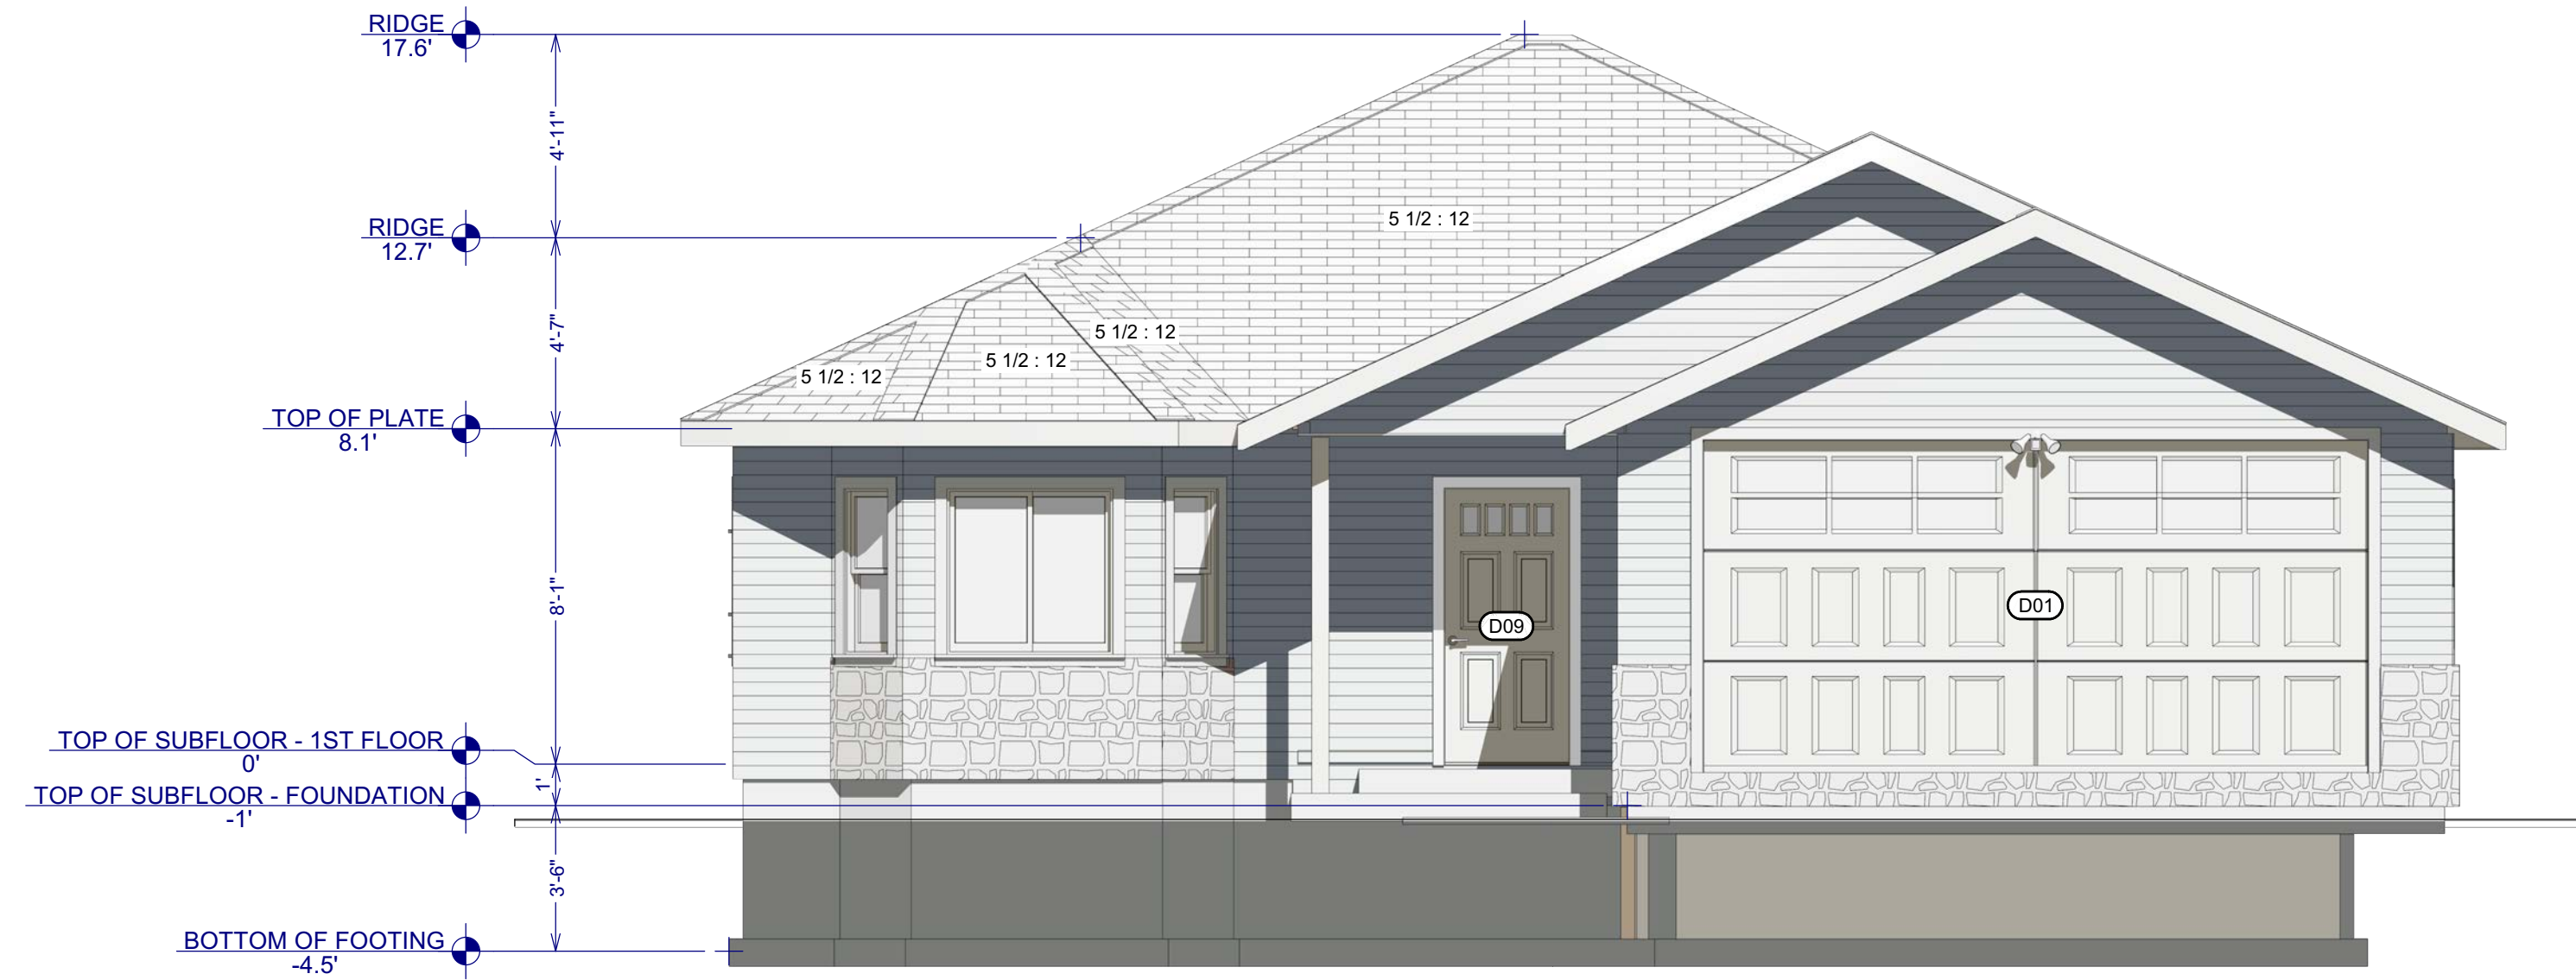 RIDGE
17.6'
4'-11"
RIDGE
12.7'
5 1/2 : 12
4'-7"
5 1/2 : 12
5 1/2 : 12
5 1/2 : 12
TOP OF PLATE
8.1'
8'-1"
D09
D01
TOP OF SUBFLOOR - 1ST FLOOR
0'
1'
TOP OF SUBFLOOR - FOUNDATION
-1'
3'-6"
BOTTOM OF FOOTING
-4.5'